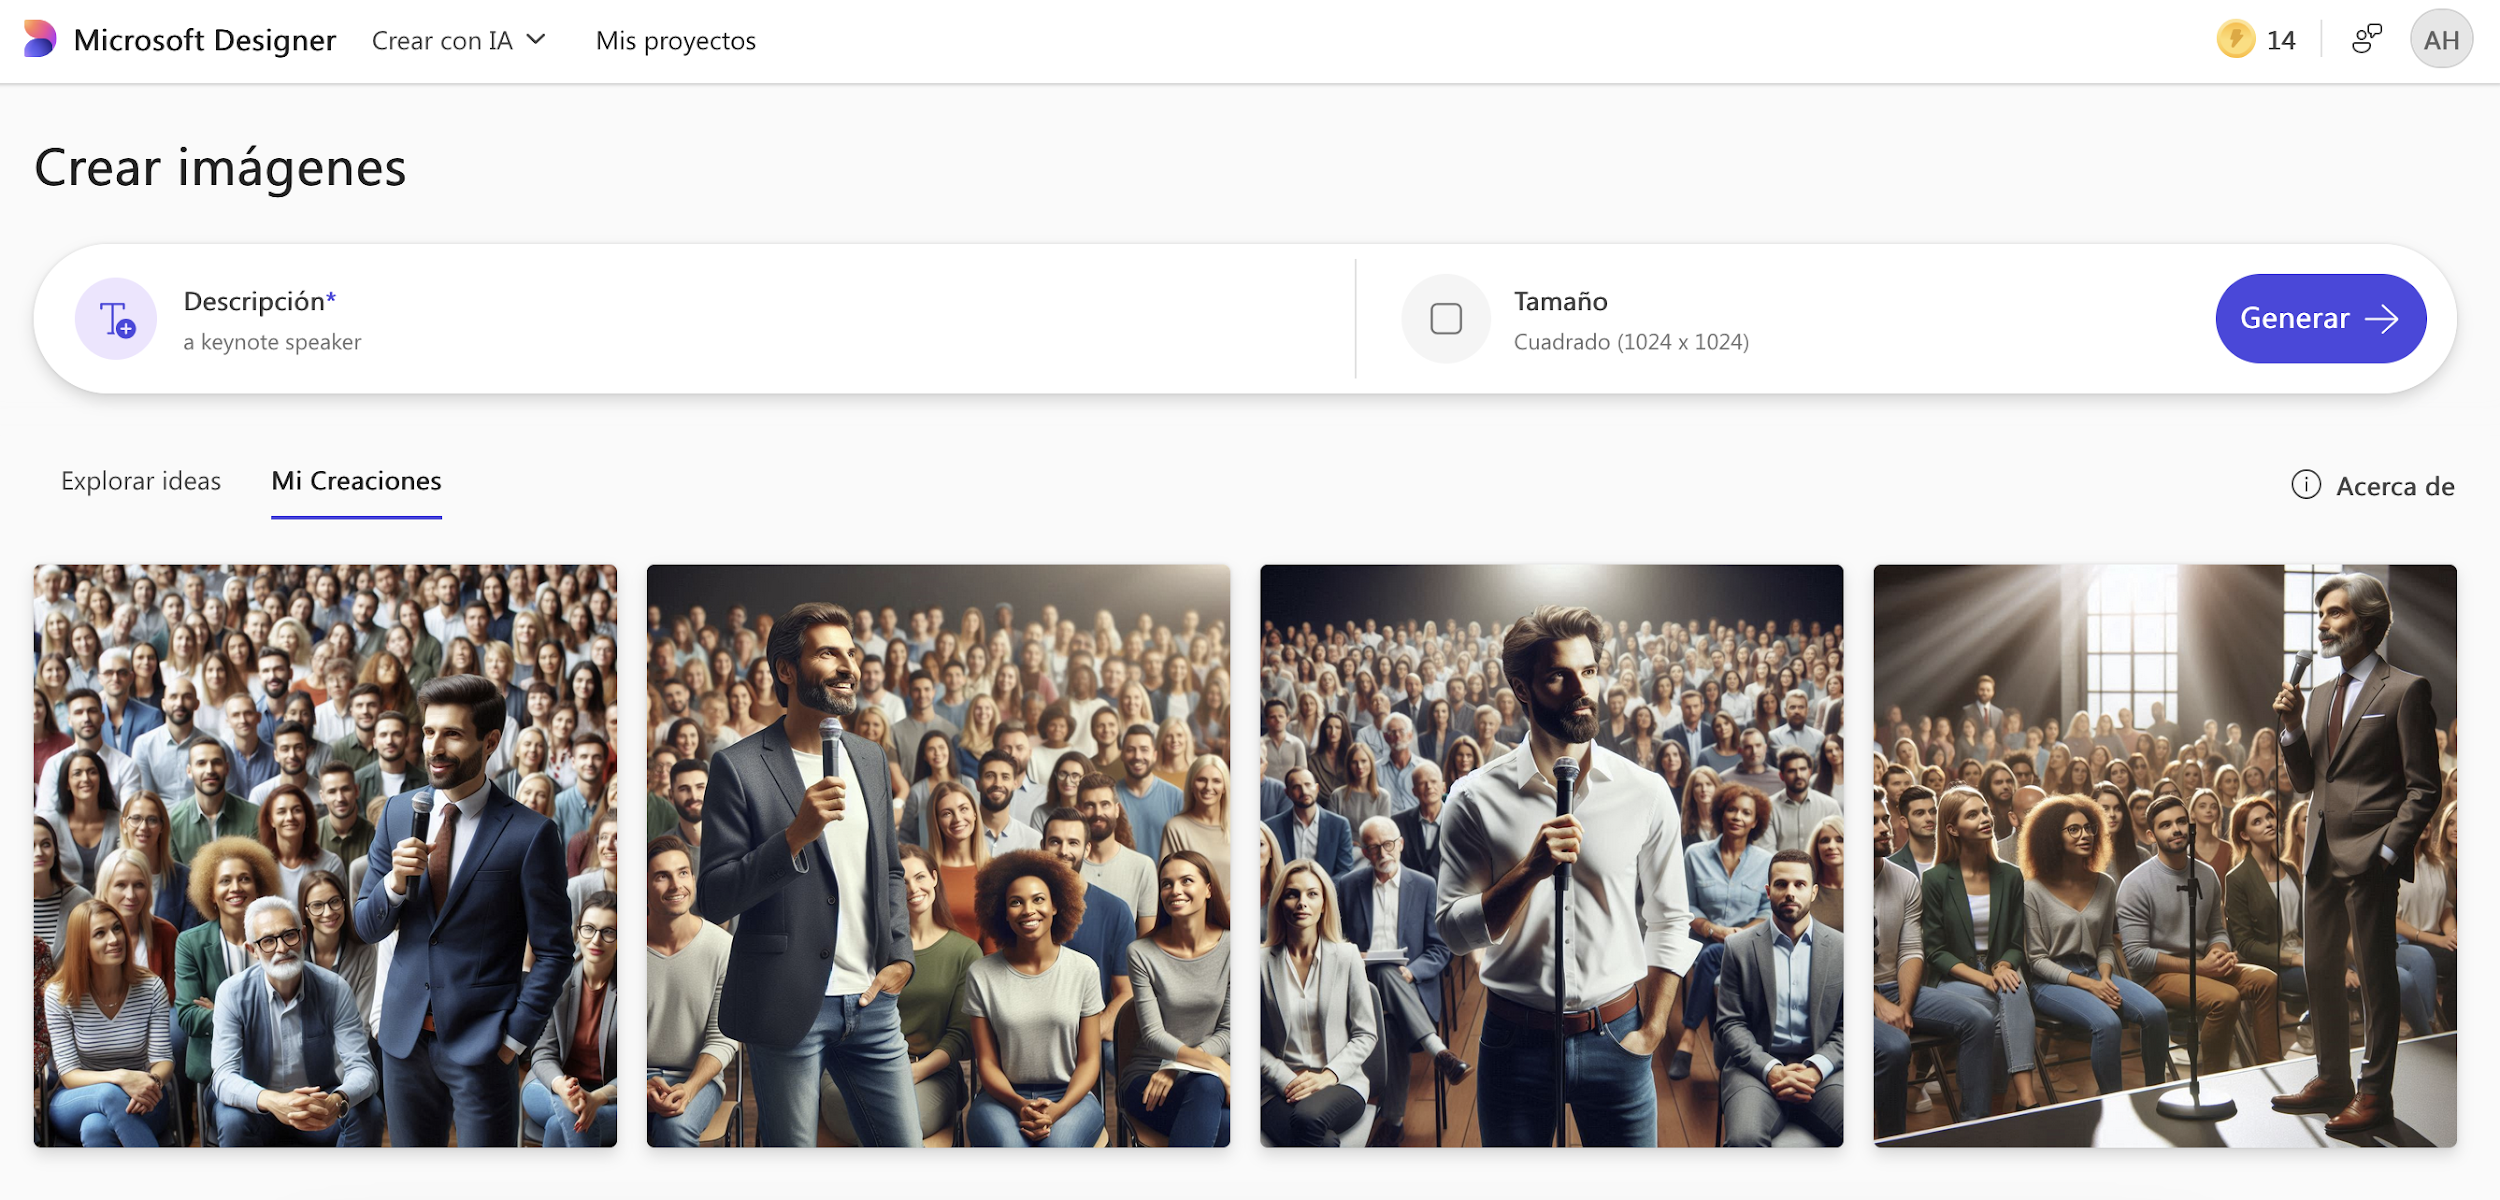 Microsoft Designer Crear con IA Mis proyectos 14 AH
Crear imágenes
Descripción*
a keynote speaker
Tamaño
Cuadrado (1024 x 1024)
Generar
Explorar ideas Mi Creaciones Acerca de